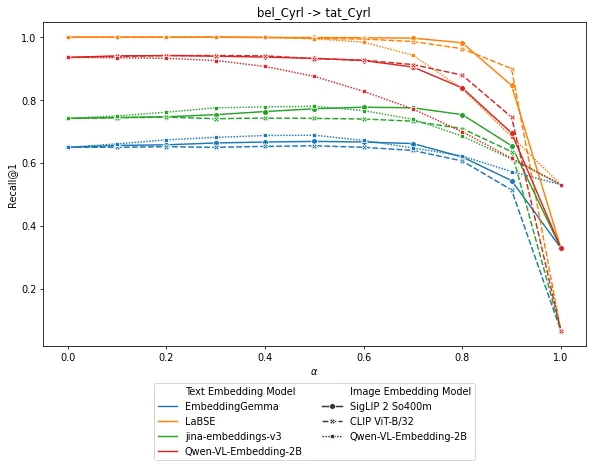 bel_Cyrl -> tat_Cyrl
1.0
0.8
0.6
0.4
0.2
Recall@1
0.0 0.2 0.4 0.6 0.8 1.0
α
Text Embedding Model Image Embedding Model
EmbeddingGemma SigLIP 2 So400m
LaBSE CLIP ViT-B/32
jina-embeddings-v3 Qwen-VL-Embedding-2B
Qwen-VL-Embedding-2B